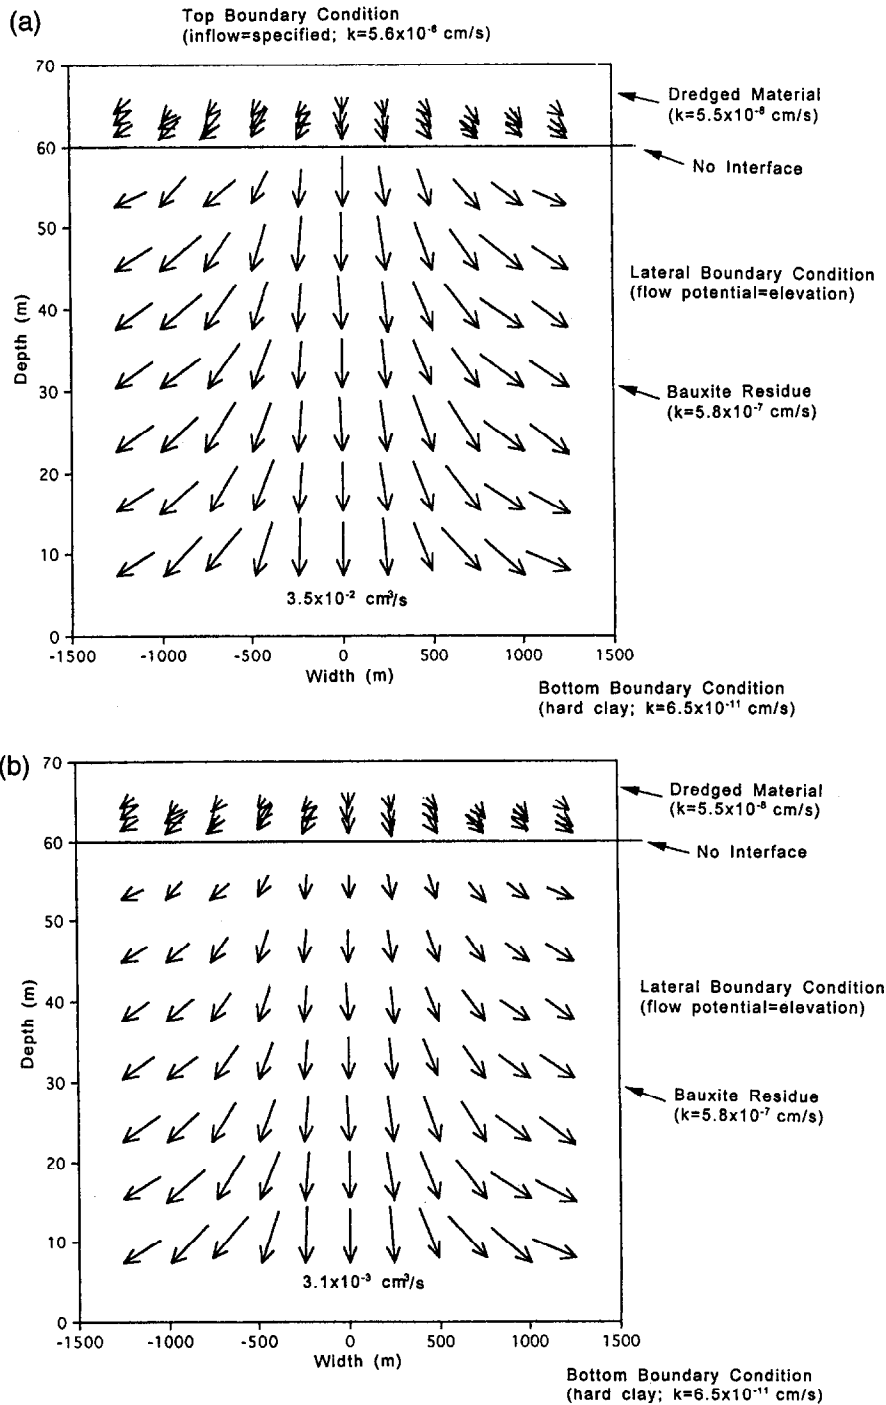 (a)
Top Boundary Condition
(inflow=specified; k=5.6x10⁻⁶ cm/s)
70
60
50
40
30
20
10
0
Depth (m)
Dredged Material
(k=5.5x10⁻⁸ cm/s)
No Interface
Lateral Boundary Condition
(flow potential=elevation)
Bauxite Residue
(k=5.8x10⁻⁷ cm/s)
3.5x10⁻² cm³/s
-1500 -1000 -500 0 500 1000 1500
Width (m)
Bottom Boundary Condition
(hard clay; k=6.5x10⁻¹¹ cm/s)
(b)
70
60
50
40
30
20
10
0
Depth (m)
Dredged Material
(k=5.5x10⁻⁸ cm/s)
No Interface
Lateral Boundary Condition
(flow potential=elevation)
Bauxite Residue
(k=5.8x10⁻⁷ cm/s)
3.1x10⁻³ cm³/s
-1500 -1000 -500 0 500 1000 1500
Width (m)
Bottom Boundary Condition
(hard clay; k=6.5x10⁻¹¹ cm/s)